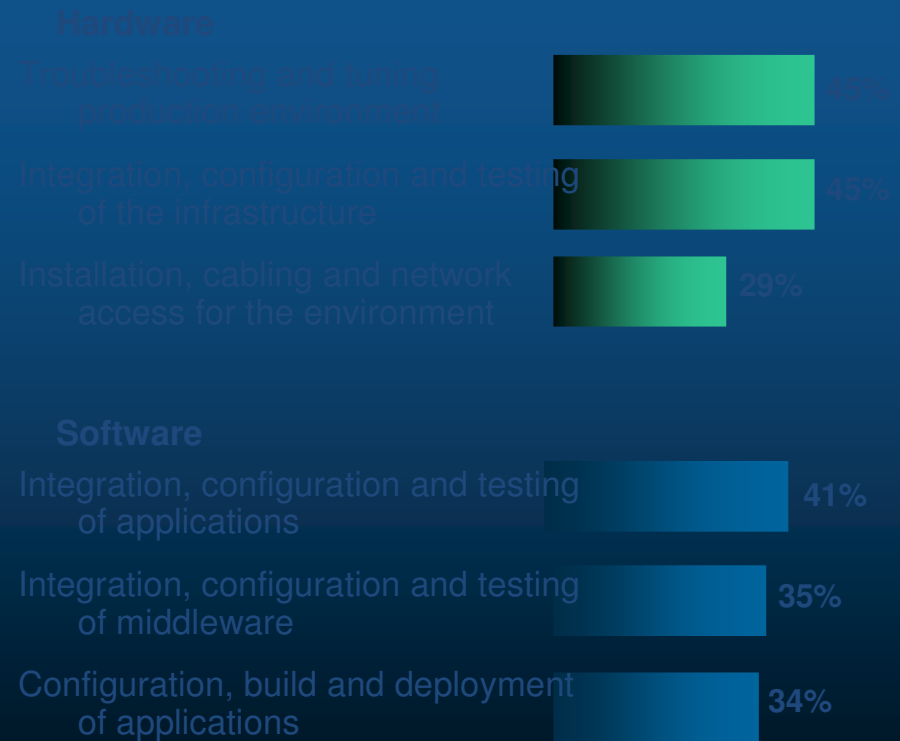 Hardware
Troubleshooting and tuning
production environment
Integration, configuration and testing
of the infrastructure
45%
Installation, cabling and network
access for the environment
29%
Software
Integration, configuration and testing
of applications
41%
Integration, configuration and testing
of middleware
35%
Configuration, build and deployment
of applications
34%